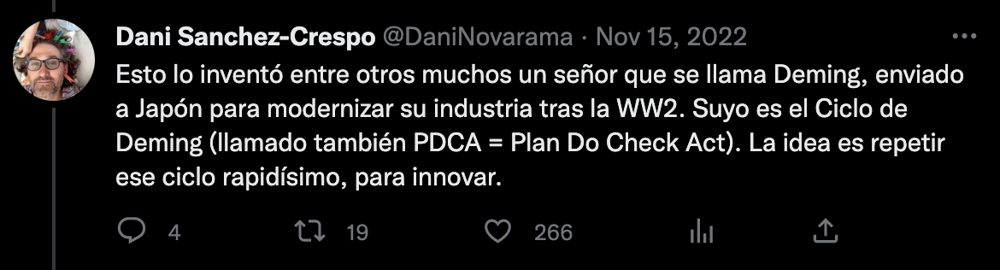 Dani Sanchez-Crespo @DaniNovarama · Nov 15, 2022
Esto lo inventó entre otros muchos un señor que se llama Deming, enviado
a Japón para modernizar su industria tras la WW2. Suyo es el Ciclo de
Deming (llamado también PDCA = Plan Do Check Act). La idea es repetir
ese ciclo rapidísimo, para innovar.
4 19 266